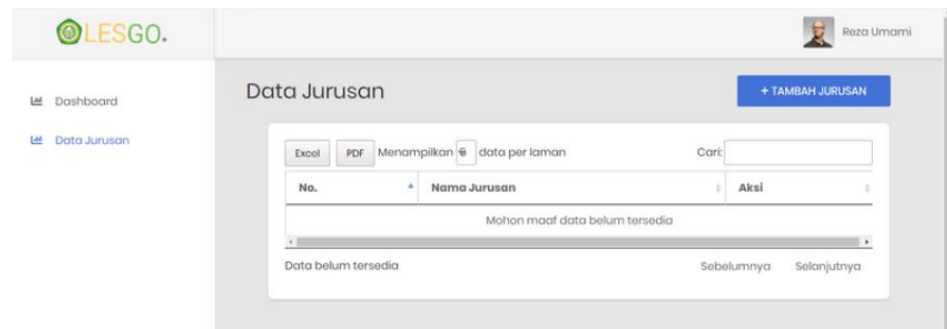 LESGO.
Reza Umami
Dashboard
Data Jurusan
Data Jurusan
+ TAMBAH JURUSAN
Excel PDF Menampilkan data per laman Cari:
No. Nama Jurusan Aksi
Mohon maaf data belum tersedia
Data belum tersedia Sebelumnya Selanjutnya